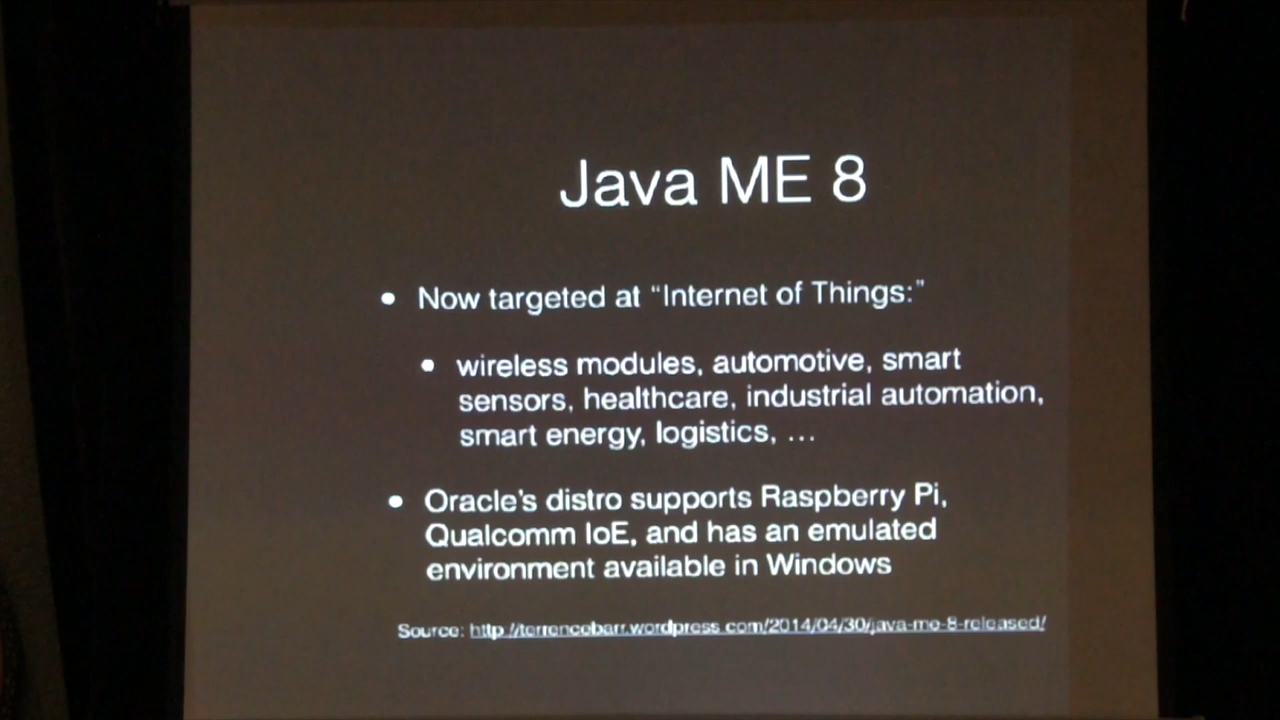 Java ME 8
• Now targeted at “Internet of Things:”
• wireless modules, automotive, smart
sensors, healthcare, industrial automation,
smart energy, logistics, …
• Oracle’s distro supports Raspberry Pi,
Qualcomm IoE, and has an emulated
environment available in Windows
Source: http://terrencebarr.wordpress.com/2014/04/30/java-me-8-released/